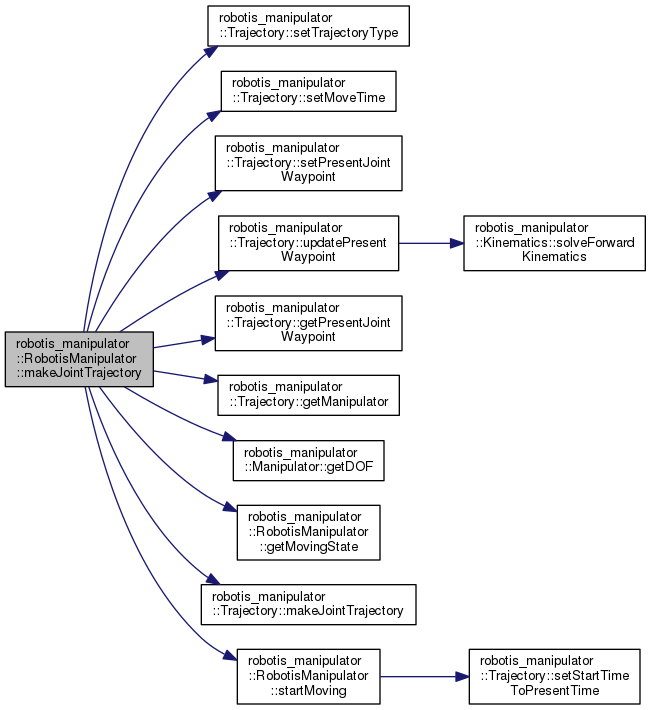 robotis_manipulator
::Trajectory::setTrajectoryType
robotis_manipulator
::Trajectory::setMoveTime
robotis_manipulator
::Trajectory::setPresentJoint
Waypoint
robotis_manipulator
::Trajectory::updatePresent
Waypoint
robotis_manipulator
::Kinematics::solveForward
Kinematics
robotis_manipulator
::Trajectory::getPresentJoint
Waypoint
robotis_manipulator
::RobotisManipulator
::makeJointTrajectory
robotis_manipulator
::Trajectory::getManipulator
robotis_manipulator
::Manipulator::getDOF
robotis_manipulator
::RobotisManipulator
::getMovingState
robotis_manipulator
::Trajectory::makeJointTrajectory
robotis_manipulator
::RobotisManipulator
::startMoving
robotis_manipulator
::Trajectory::setStartTime
ToPresentTime